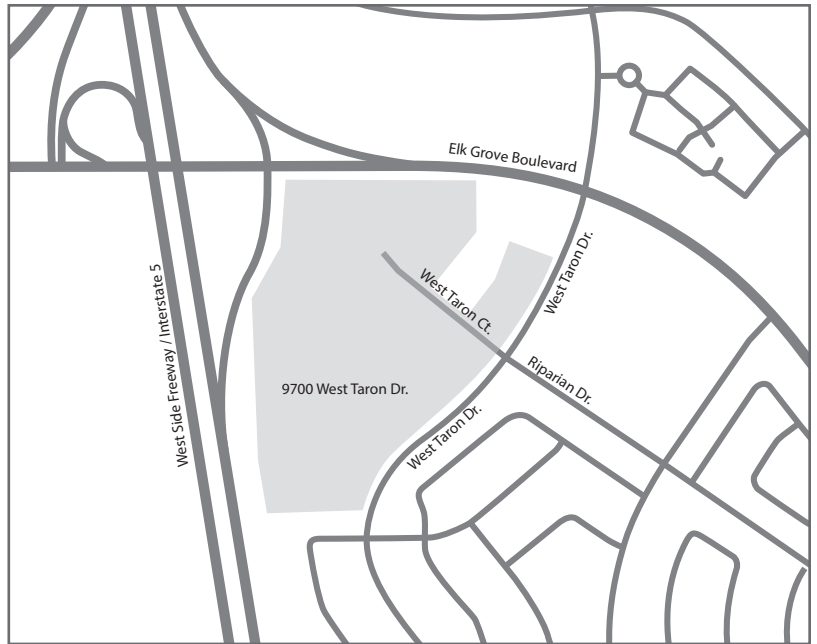 Elk Grove Boulevard
West Taron Dr.
West Taron Ct.
West Side Freeway / Interstate 5
Riparian Dr.
9700 West Taron Dr.
West Taron Dr.